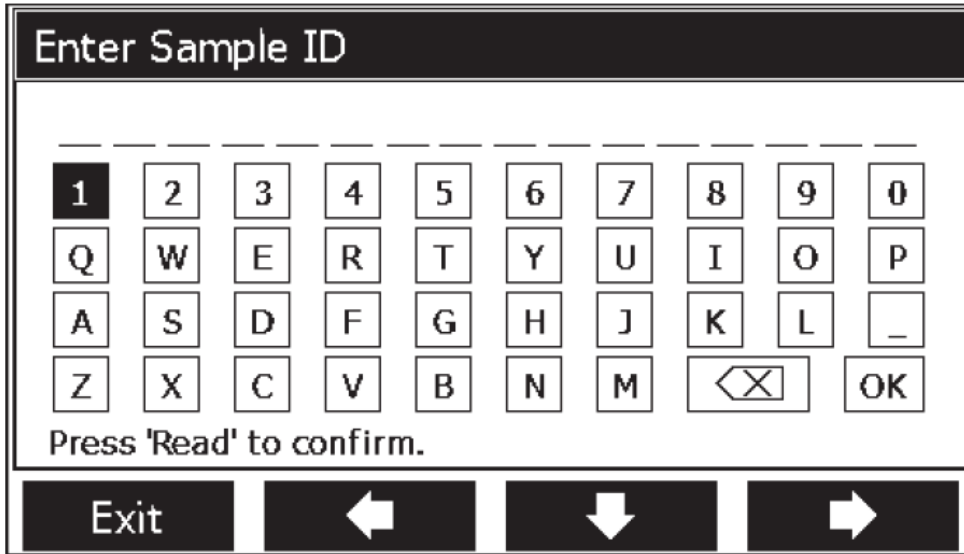 Enter Sample ID
1 2 3 4 5 6 7 8 9 0
Q W E R T Y U I O P
A S D F G H J K L _
Z X C V B N M OK
Press 'Read' to confirm.
Exit